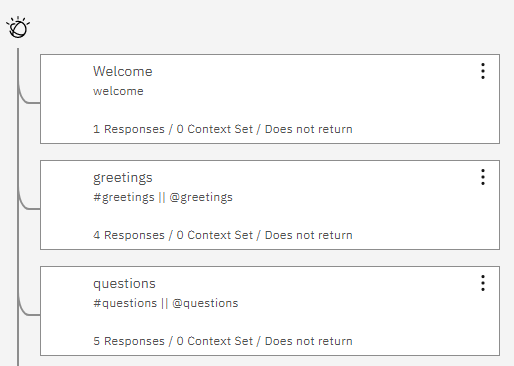 Welcome
welcome
1 Responses / 0 Context Set / Does not return
greetings
#greetings || @greetings
4 Responses / 0 Context Set / Does not return
questions
#questions || @questions
5 Responses / 0 Context Set / Does not return